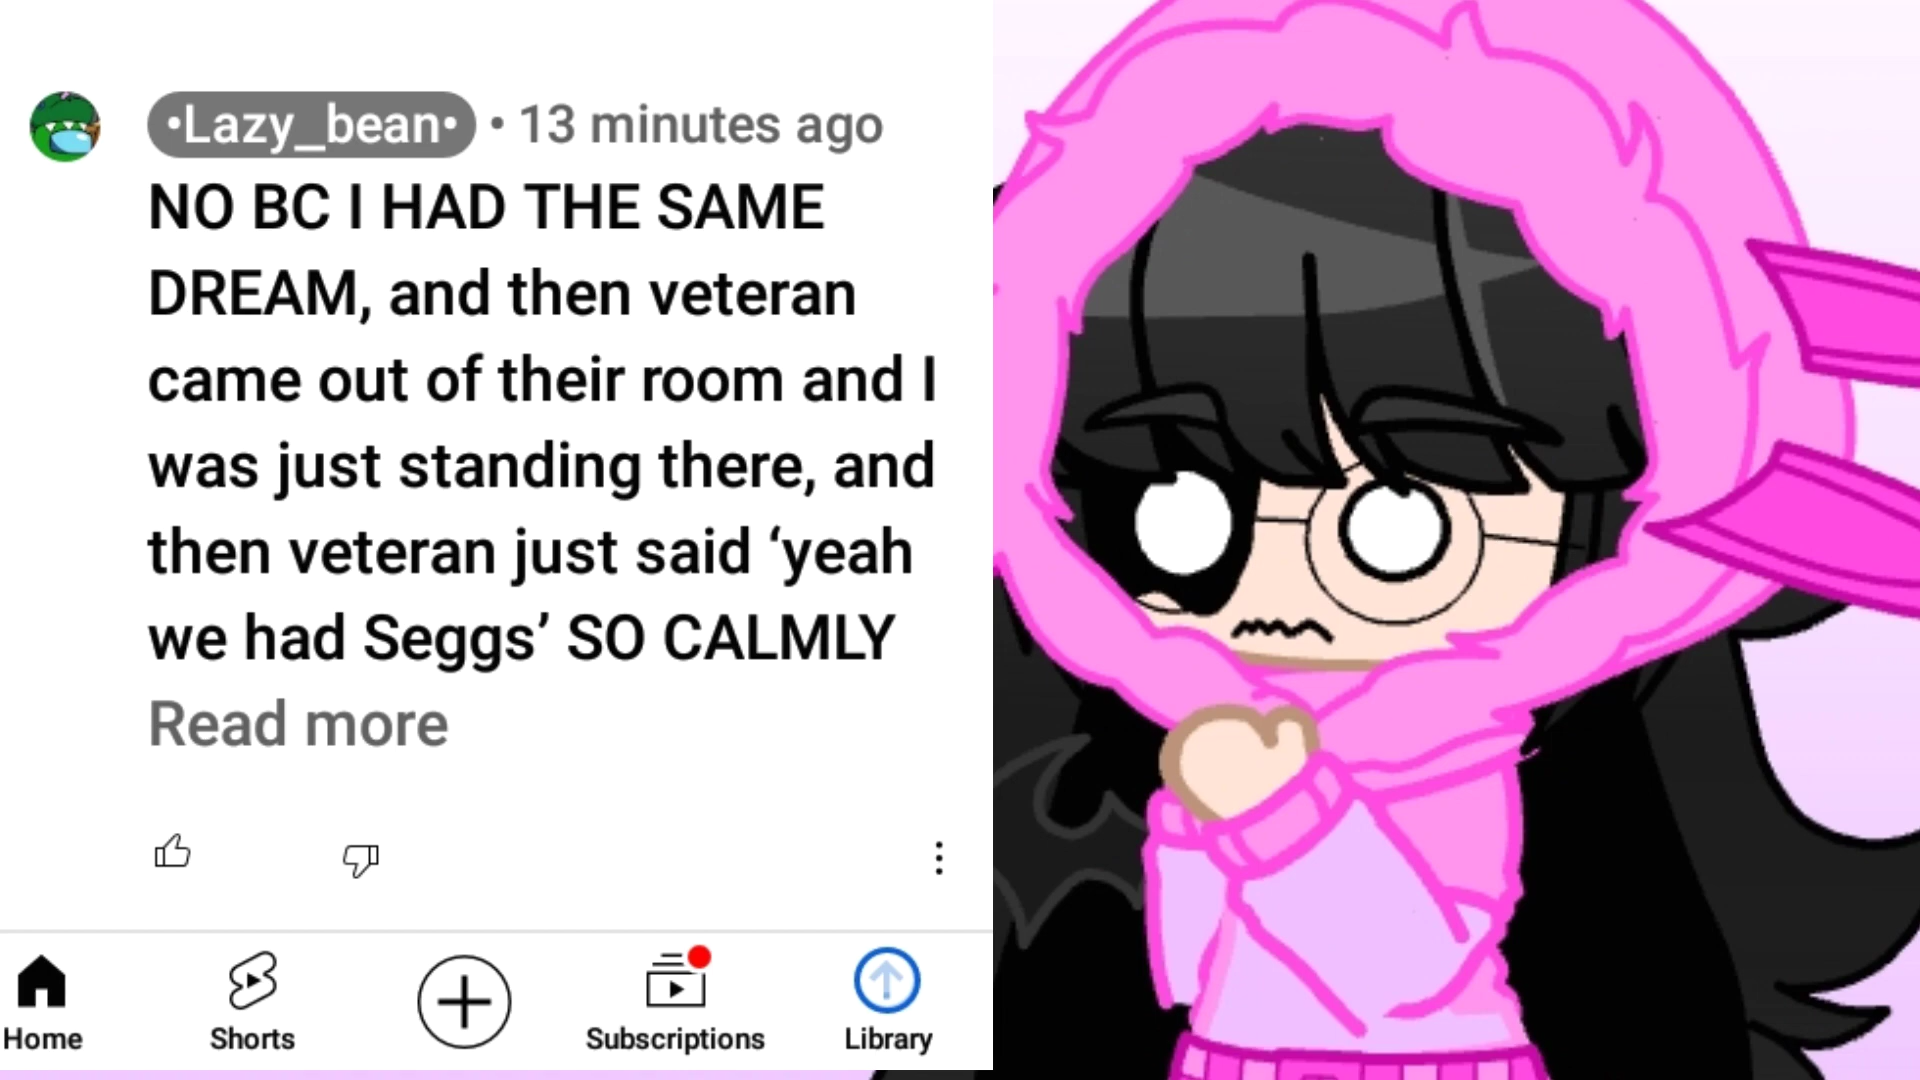 •Lazy_bean• • 13 minutes ago
NO BC I HAD THE SAME
DREAM, and then veteran
came out of their room and I
was just standing there, and
then veteran just said ‘yeah
we had Seggs’ SO CALMLY
Read more
Home Shorts Subscriptions Library